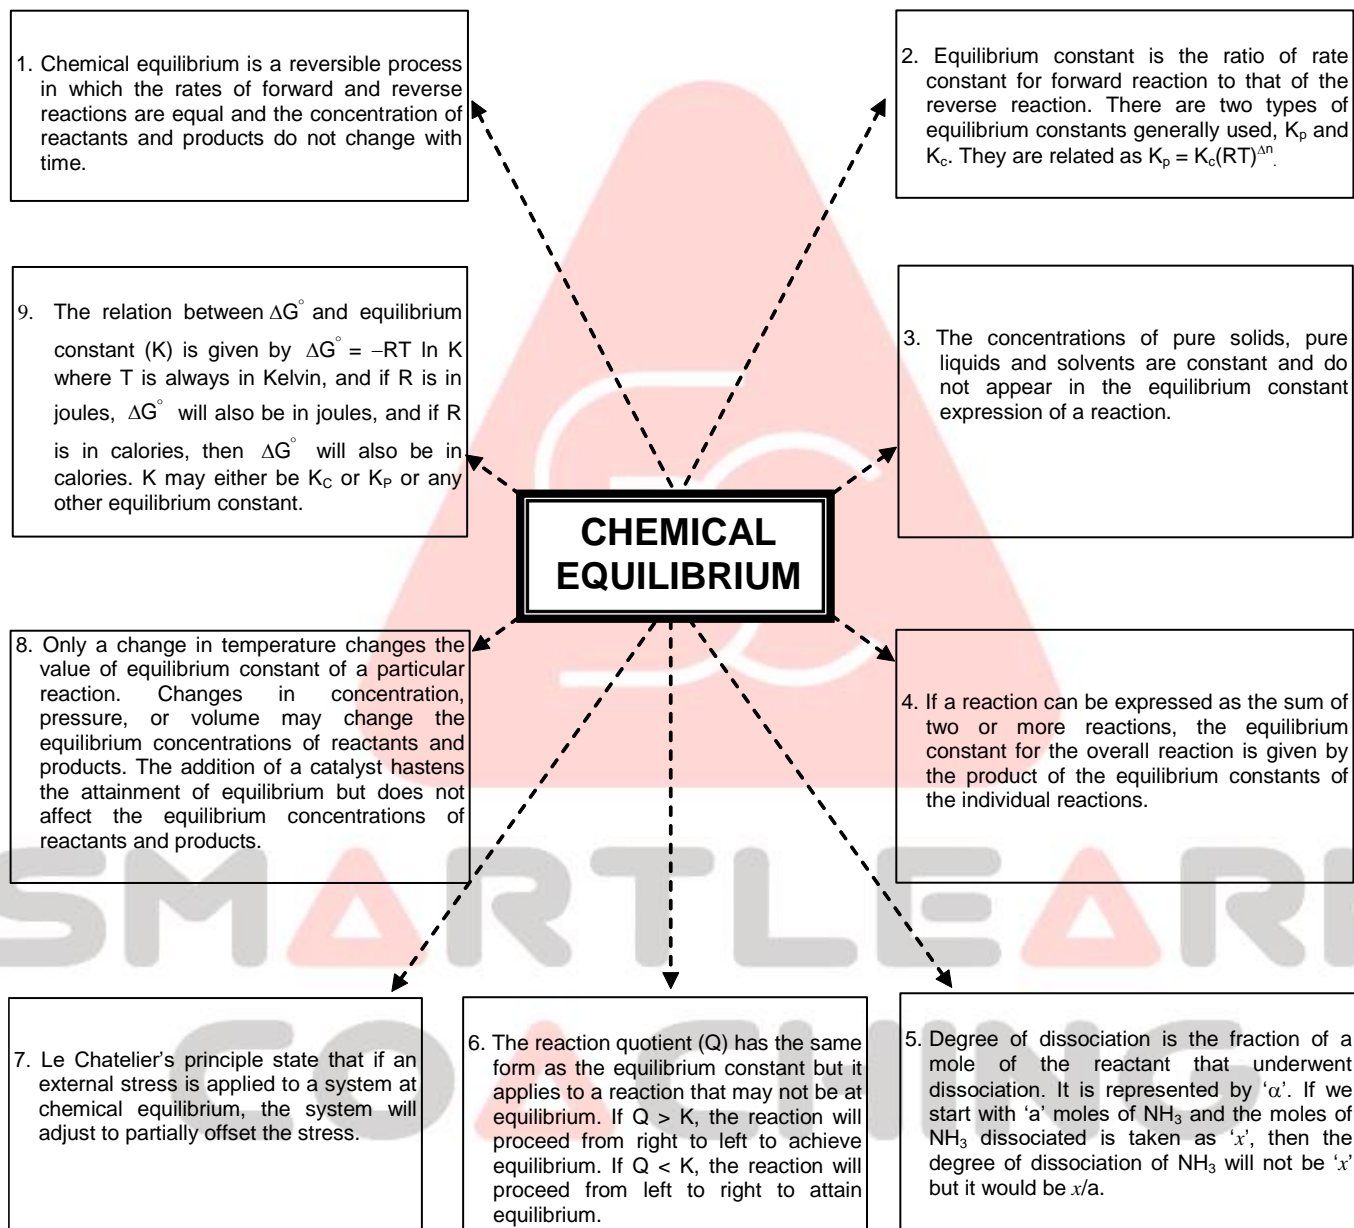 1. Chemical equilibrium is a reversible process
in which the rates of forward and reverse
reactions are equal and the concentration of
reactants and products do not change with
time.
2. Equilibrium constant is the ratio of rate
constant for forward reaction to that of the
reverse reaction. There are two types of
equilibrium constants generally used, Kₚ and
K꜀. They are related as Kₚ = K꜀(RT)^Δn.
9. The relation between ΔG° and equilibrium
constant (K) is given by ΔG° = −RT ln K
where T is always in Kelvin, and if R is in
joules, ΔG° will also be in joules, and if R
is in calories, then ΔG° will also be in
calories. K may either be K_C or K_P or any
other equilibrium constant.
3. The concentrations of pure solids, pure
liquids and solvents are constant and do
not appear in the equilibrium constant
expression of a reaction.
CHEMICAL
EQUILIBRIUM
8. Only a change in temperature changes the
value of equilibrium constant of a particular
reaction. Changes in concentration,
pressure, or volume may change the
equilibrium concentrations of reactants and
products. The addition of a catalyst hastens
the attainment of equilibrium but does not
affect the equilibrium concentrations of
reactants and products.
4. If a reaction can be expressed as the sum of
two or more reactions, the equilibrium
constant for the overall reaction is given by
the product of the equilibrium constants of
the individual reactions.
SMARTLEAR
COACHING
7. Le Chatelier's principle state that if an
external stress is applied to a system at
chemical equilibrium, the system will
adjust to partially offset the stress.
6. The reaction quotient (Q) has the same
form as the equilibrium constant but it
applies to a reaction that may not be at
equilibrium. If Q > K, the reaction will
proceed from right to left to achieve
equilibrium. If Q < K, the reaction will
proceed from left to right to attain
equilibrium.
5. Degree of dissociation is the fraction of a
mole of the reactant that underwent
dissociation. It is represented by 'α'. If we
start with 'a' moles of NH₃ and the moles of
NH₃ dissociated is taken as 'x', then the
degree of dissociation of NH₃ will not be 'x'
but it would be x/a.